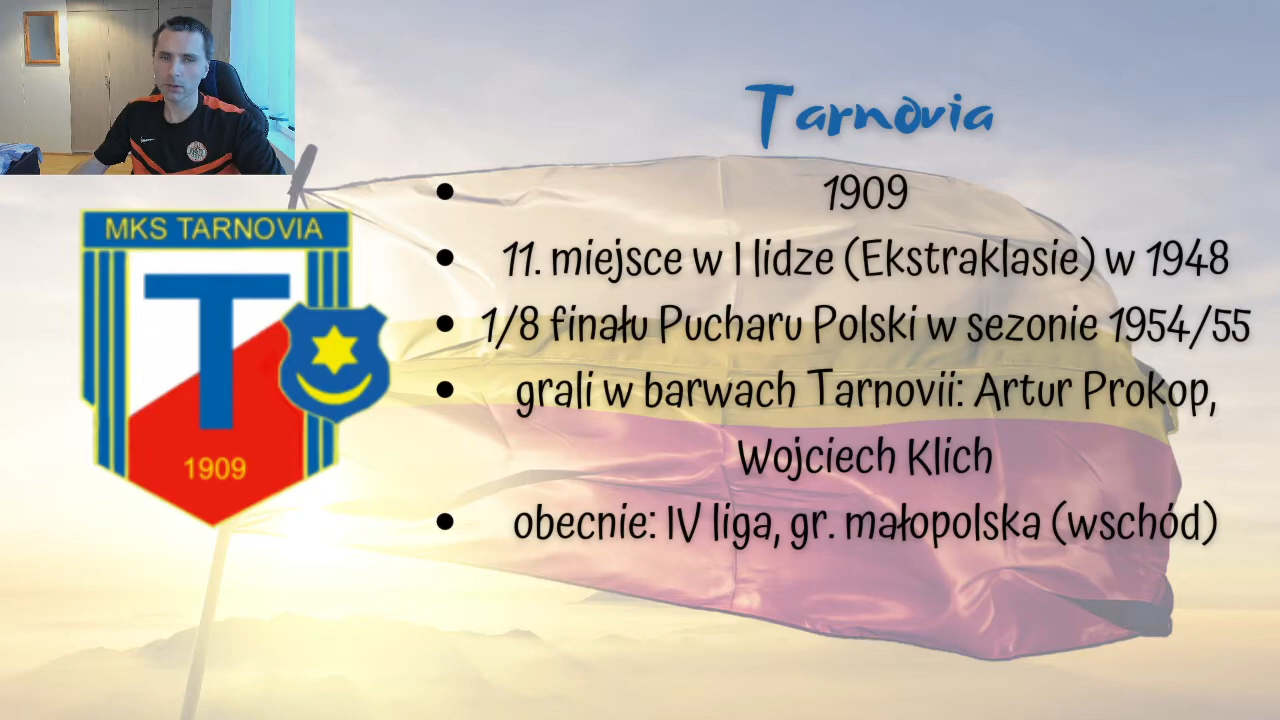 Tarnovia
MKS TARNOVIA
T
1909
• 1909
• 11. miejsce w I lidze (Ekstraklasie) w 1948
• 1/8 finału Pucharu Polski w sezonie 1954/55
• grali w barwach Tarnovii: Artur Prokop,
Wojciech Klich
• obecnie: IV liga, gr. małopolska (wschód)